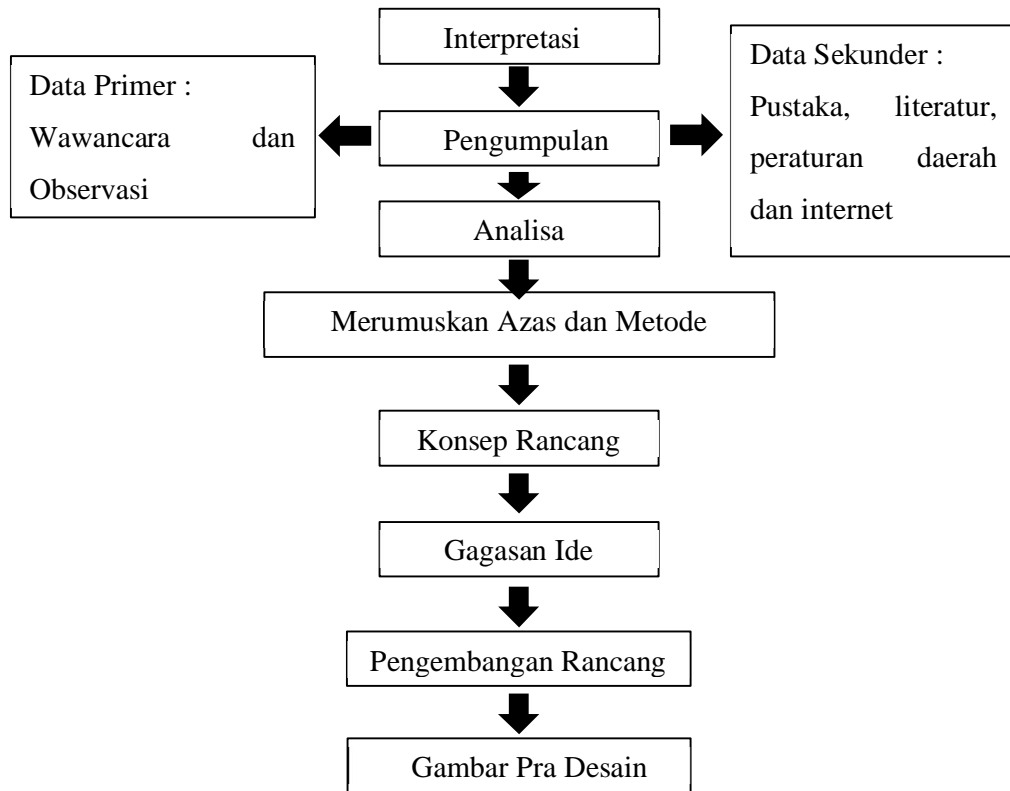 Interpretasi
Data Primer :
Wawancara dan
Observasi
Pengumpulan
Data Sekunder :
Pustaka, literatur,
peraturan daerah
dan internet
Analisa
Merumuskan Azas dan Metode
Konsep Rancang
Gagasan Ide
Pengembangan Rancang
Gambar Pra Desain